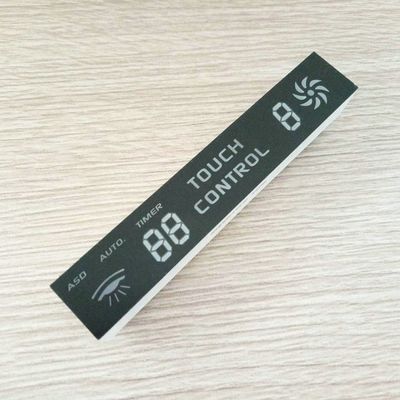 ASO AUTO. TIMER
88
TOUCH
CONTROL
8